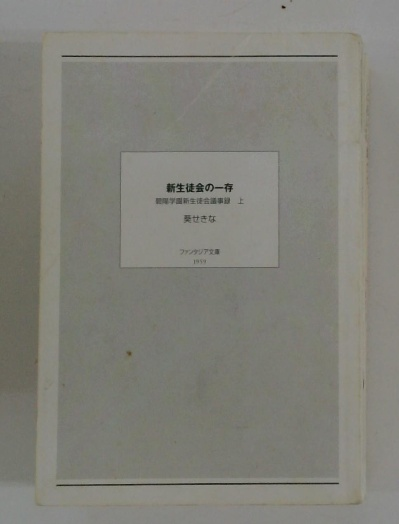 新生徒会の一存
碧陽学園新生徒会議事録　上
葵せきな
ファンタジア文庫
1959